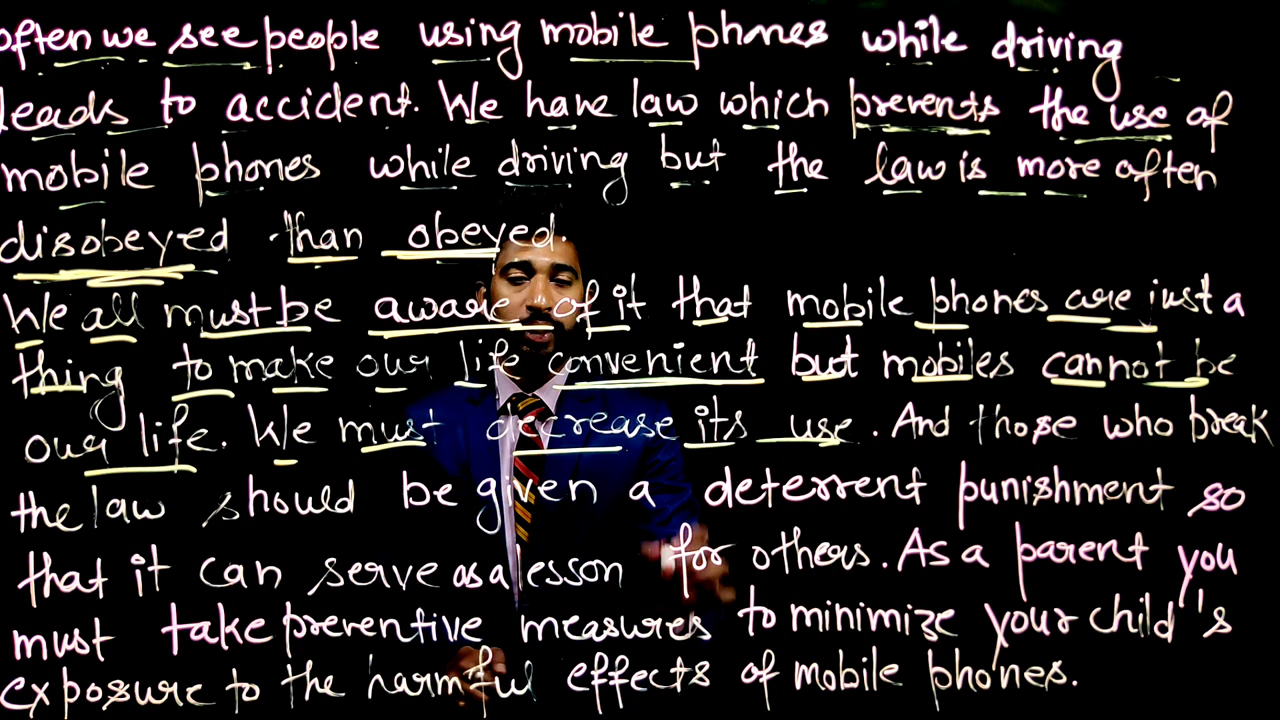 often we see people using mobile phones while driving
leads to accident. We have law which prevents the use of
mobile phones while driving but the law is more often
disobeyed than obeyed.
We all must be aware of it that mobile phones are just a
thing to make our life convenient but mobiles cannot be
our life. We must decrease its use. And those who break
the law should be given a deterrent punishment so
that it can serve as a lesson for others. As a parent you
must take preventive measures to minimize your child's
exposure to the harmful effects of mobile phones.